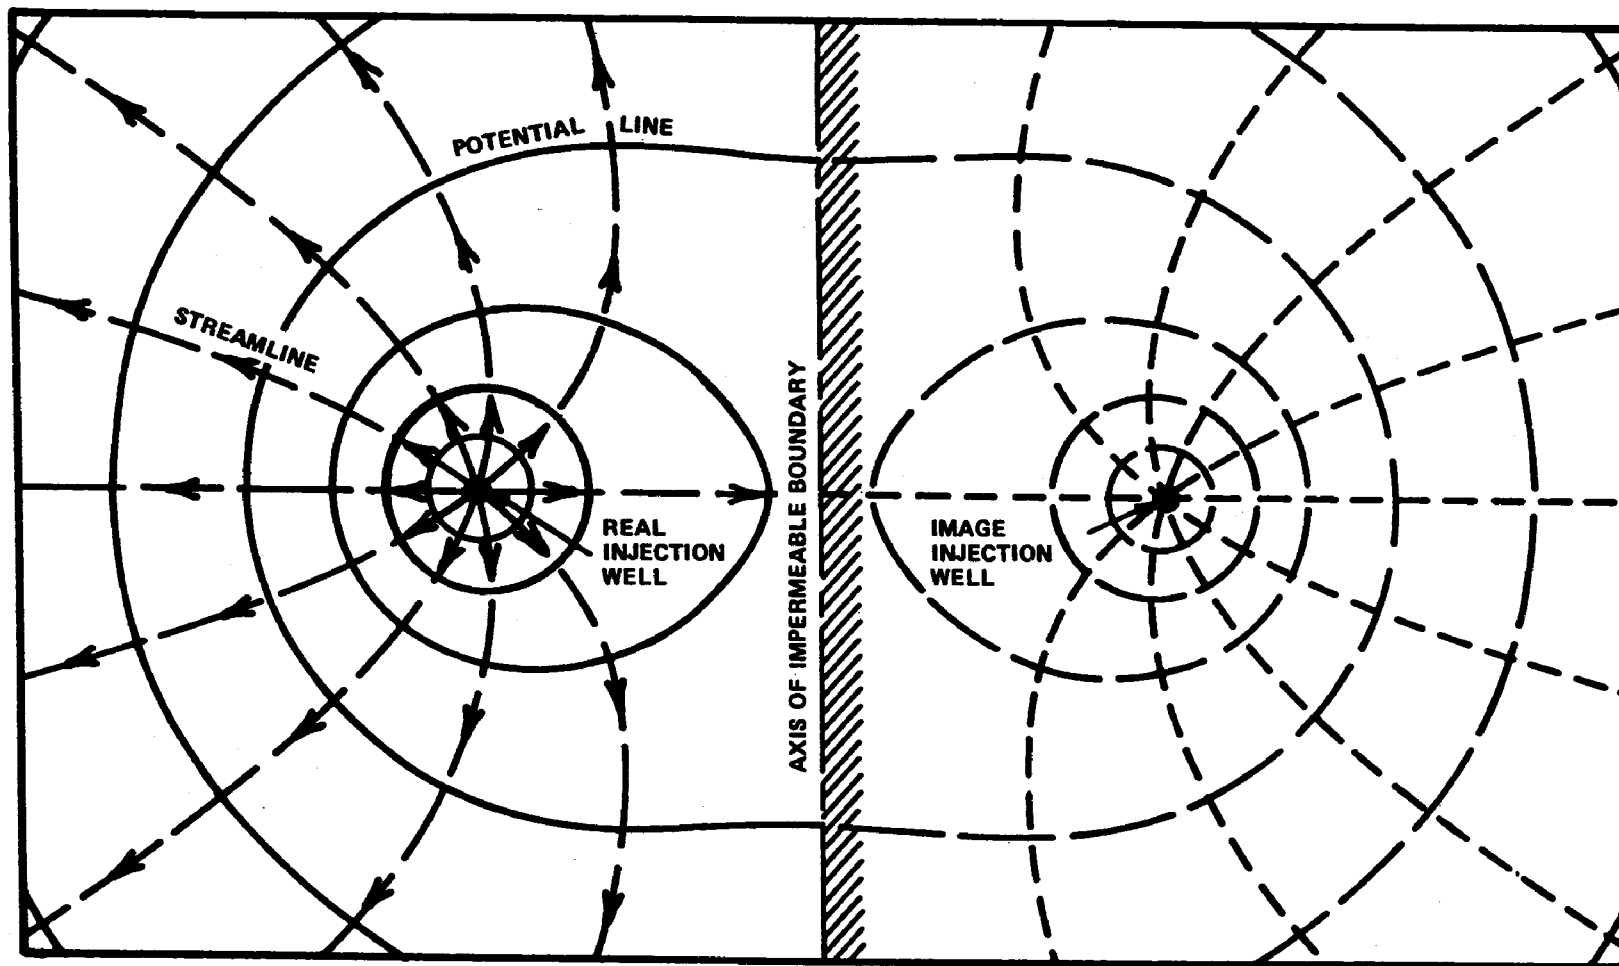 POTENTIAL LINE
STREAMLINE
AXIS OF IMPERMEABLE BOUNDARY
REAL
INJECTION
WELL
IMAGE
INJECTION
WELL